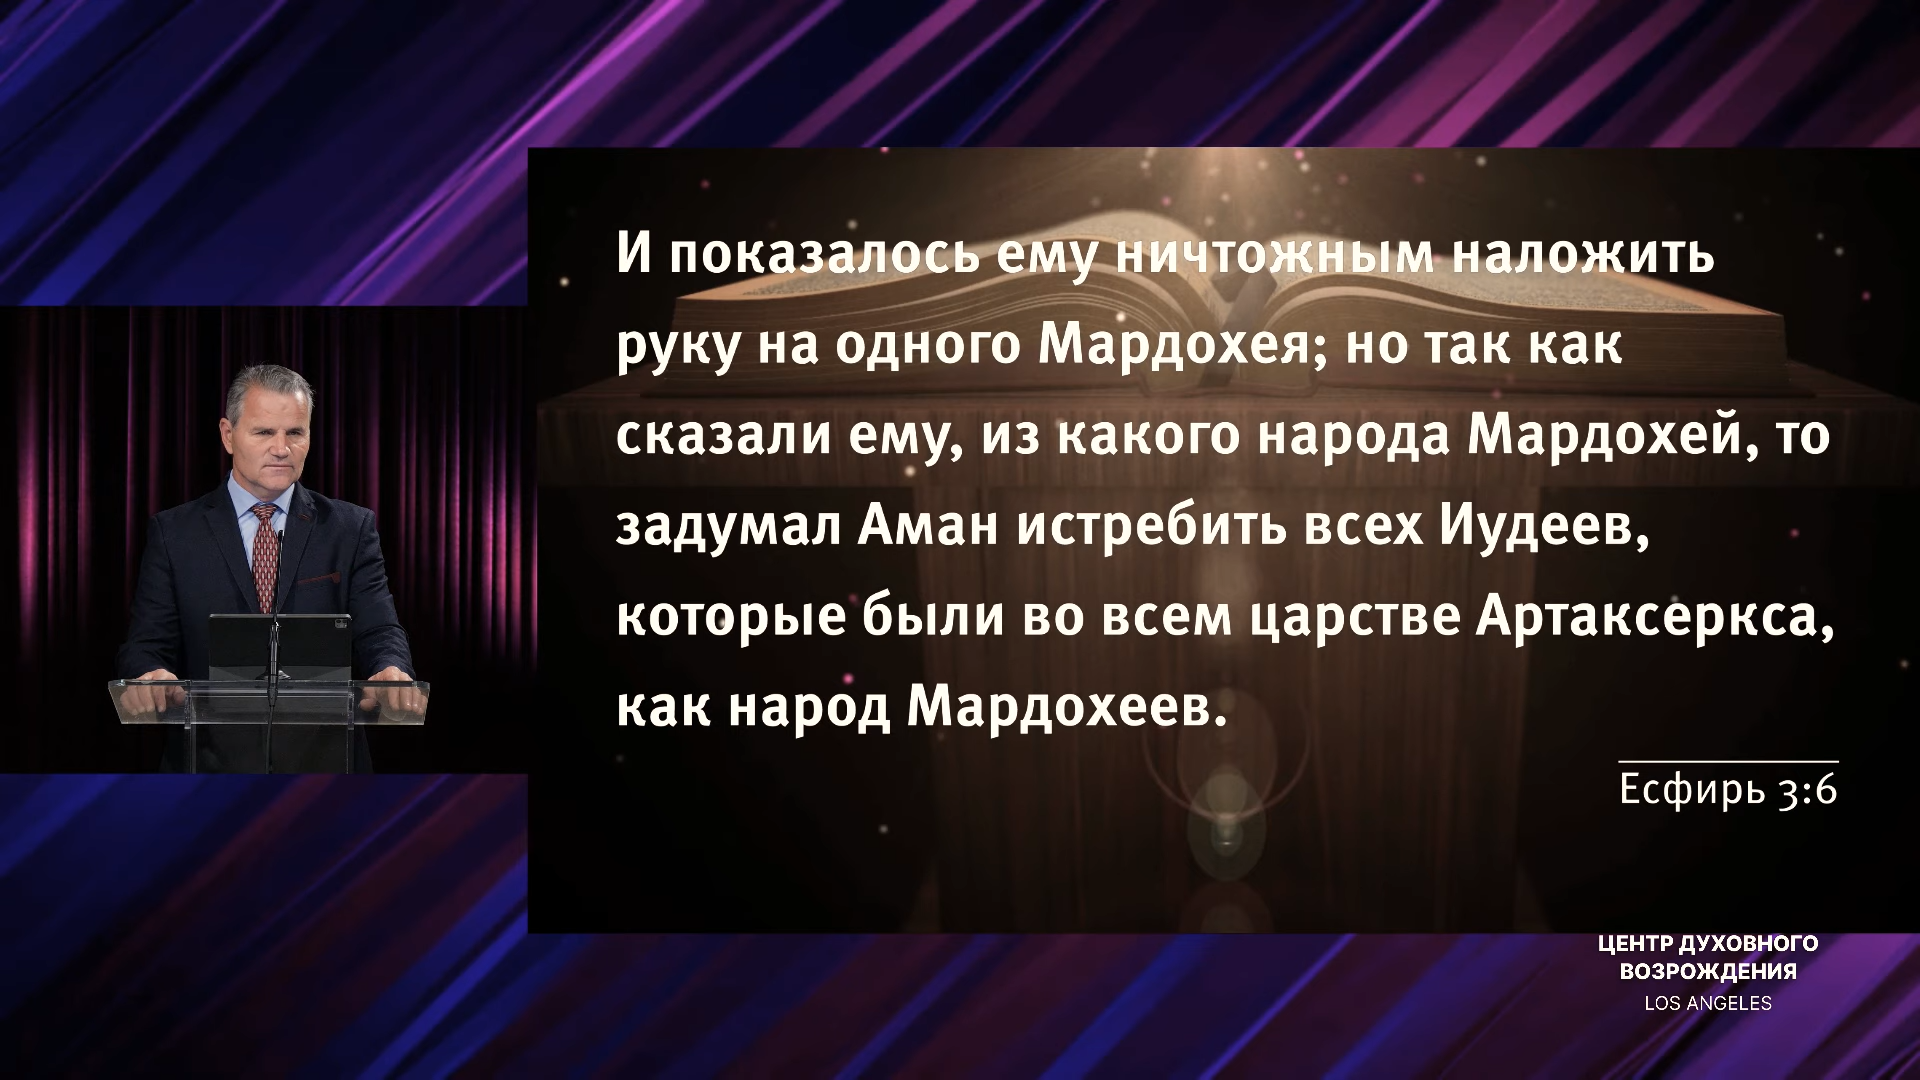 И показалось ему ничтожным наложить
руку на одного Мардохея; но так как
сказали ему, из какого народа Мардохей, то
задумал Аман истребить всех Иудеев,
которые были во всем царстве Артаксеркса,
как народ Мардохеев.
Есфирь 3:6
ЦЕНТР ДУХОВНОГО
ВОЗРОЖДЕНИЯ
LOS ANGELES